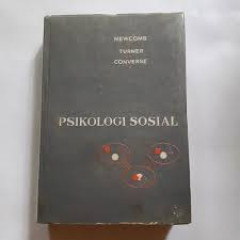 NEWCOMB
TURNER
CONVERSE
PSIKOLOGI SOSIAL